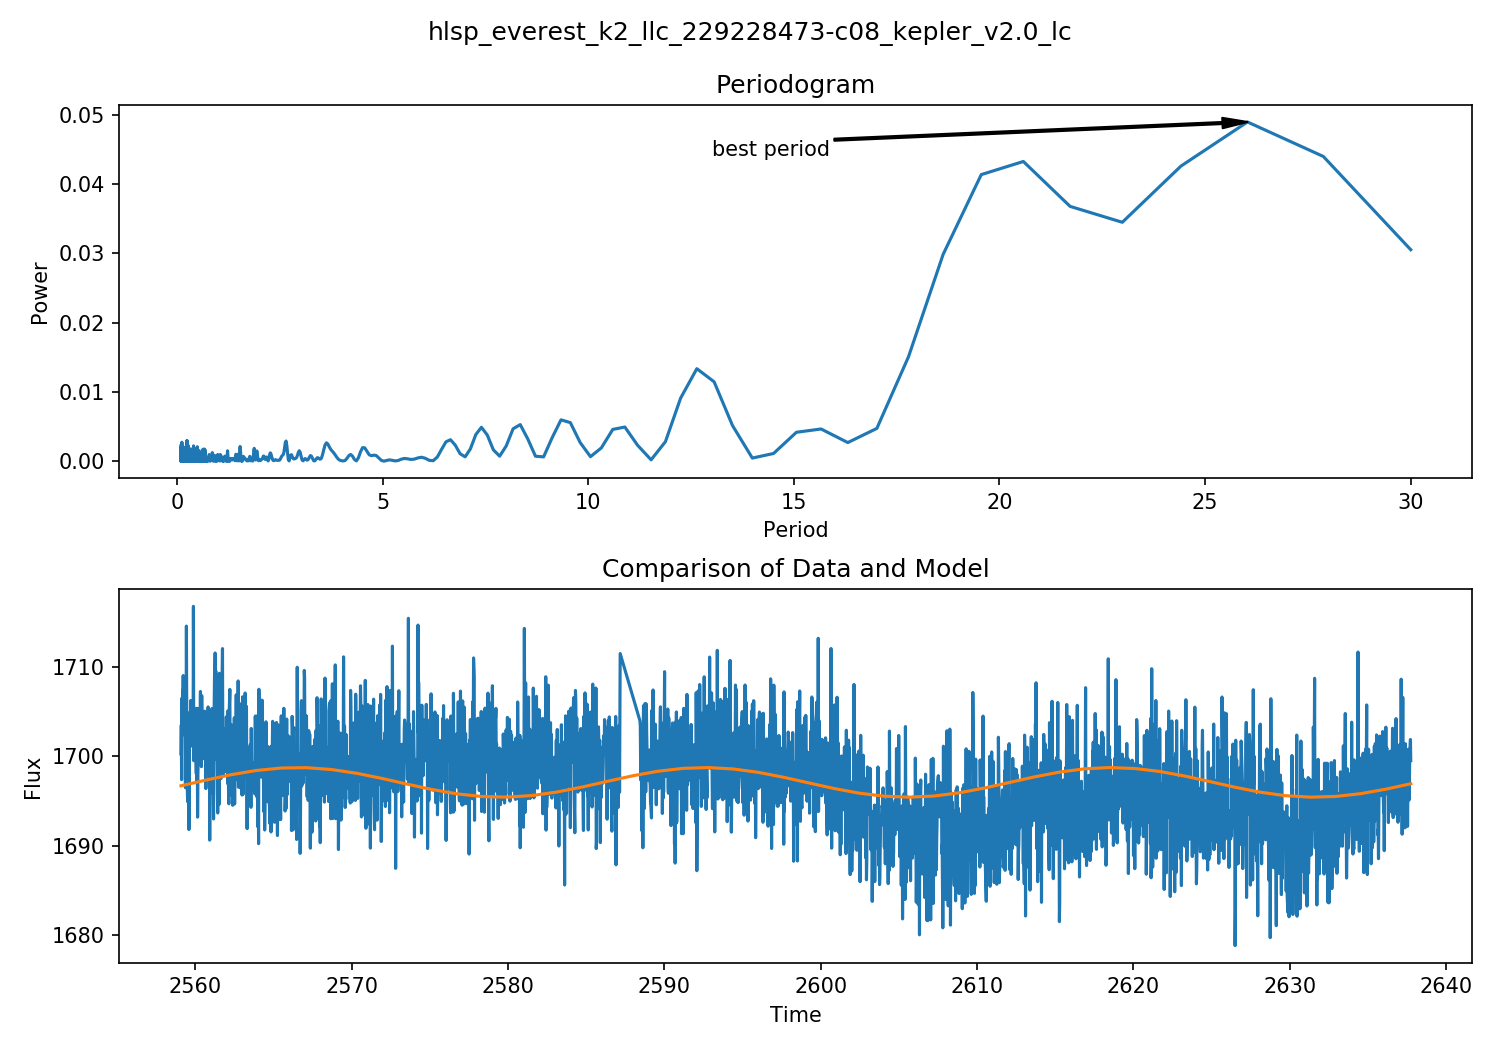 hlsp_everest_k2_llc_229228473-c08_kepler_v2.0_lc
Periodogram
0.05
0.04
0.03
0.02
0.01
0.00
Power
best period
0 5 10 15 20 25 30
Period
Comparison of Data and Model
1710
1700
1690
1680
Flux
2560 2570 2580 2590 2600 2610 2620 2630 2640
Time